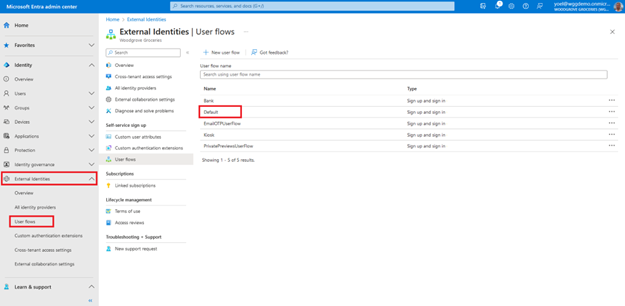 Microsoft Entra admin center
Search resources, services, and docs (G+/)
Home
Favorites
Identity
Overview
Users
Groups
Devices
Applications
Protection
Identity governance
External Identities
Overview
All identity providers
User flows
Custom authentication extensions
Cross-tenant access settings
External collaboration settings
Learn & support
Home > External Identities
External Identities | User flows
Woodgrove Groceries
Search
Overview
Cross-tenant access settings
All identity providers
External collaboration settings
Diagnose and solve problems
Self-service sign up
Custom user attributes
Custom authentication extensions
User flows
Subscriptions
Linked subscriptions
Lifecycle management
Terms of use
Access reviews
Troubleshooting + Support
New support request
New user flow
Got feedback?
User flow name
Search using user flow name
Name Type
Bank Sign up and sign in
Default Sign up and sign in
EmailOTPUserFlow Sign up and sign in
Kiosk Sign up and sign in
PrivatePreviewsUserFlow Sign up and sign in
Showing 1 - 5 of 5 results.